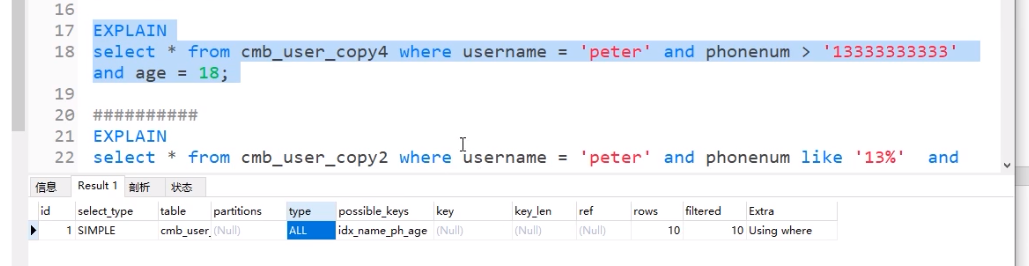 16
17 EXPLAIN
18 select * from cmb_user_copy4 where username = 'peter' and phonenum > '13333333333'
and age = 18;
19
20 ##########
21 EXPLAIN
22 select * from cmb_user_copy2 where username = 'peter' and phonenum like '13%' and
信息 Result 1 剖析 状态
id select_type table partitions type possible_keys key key_len ref rows filtered Extra
1 SIMPLE cmb_user_ (Null) ALL idx_name_ph_age (Null) (Null) (Null) 10 10 Using where